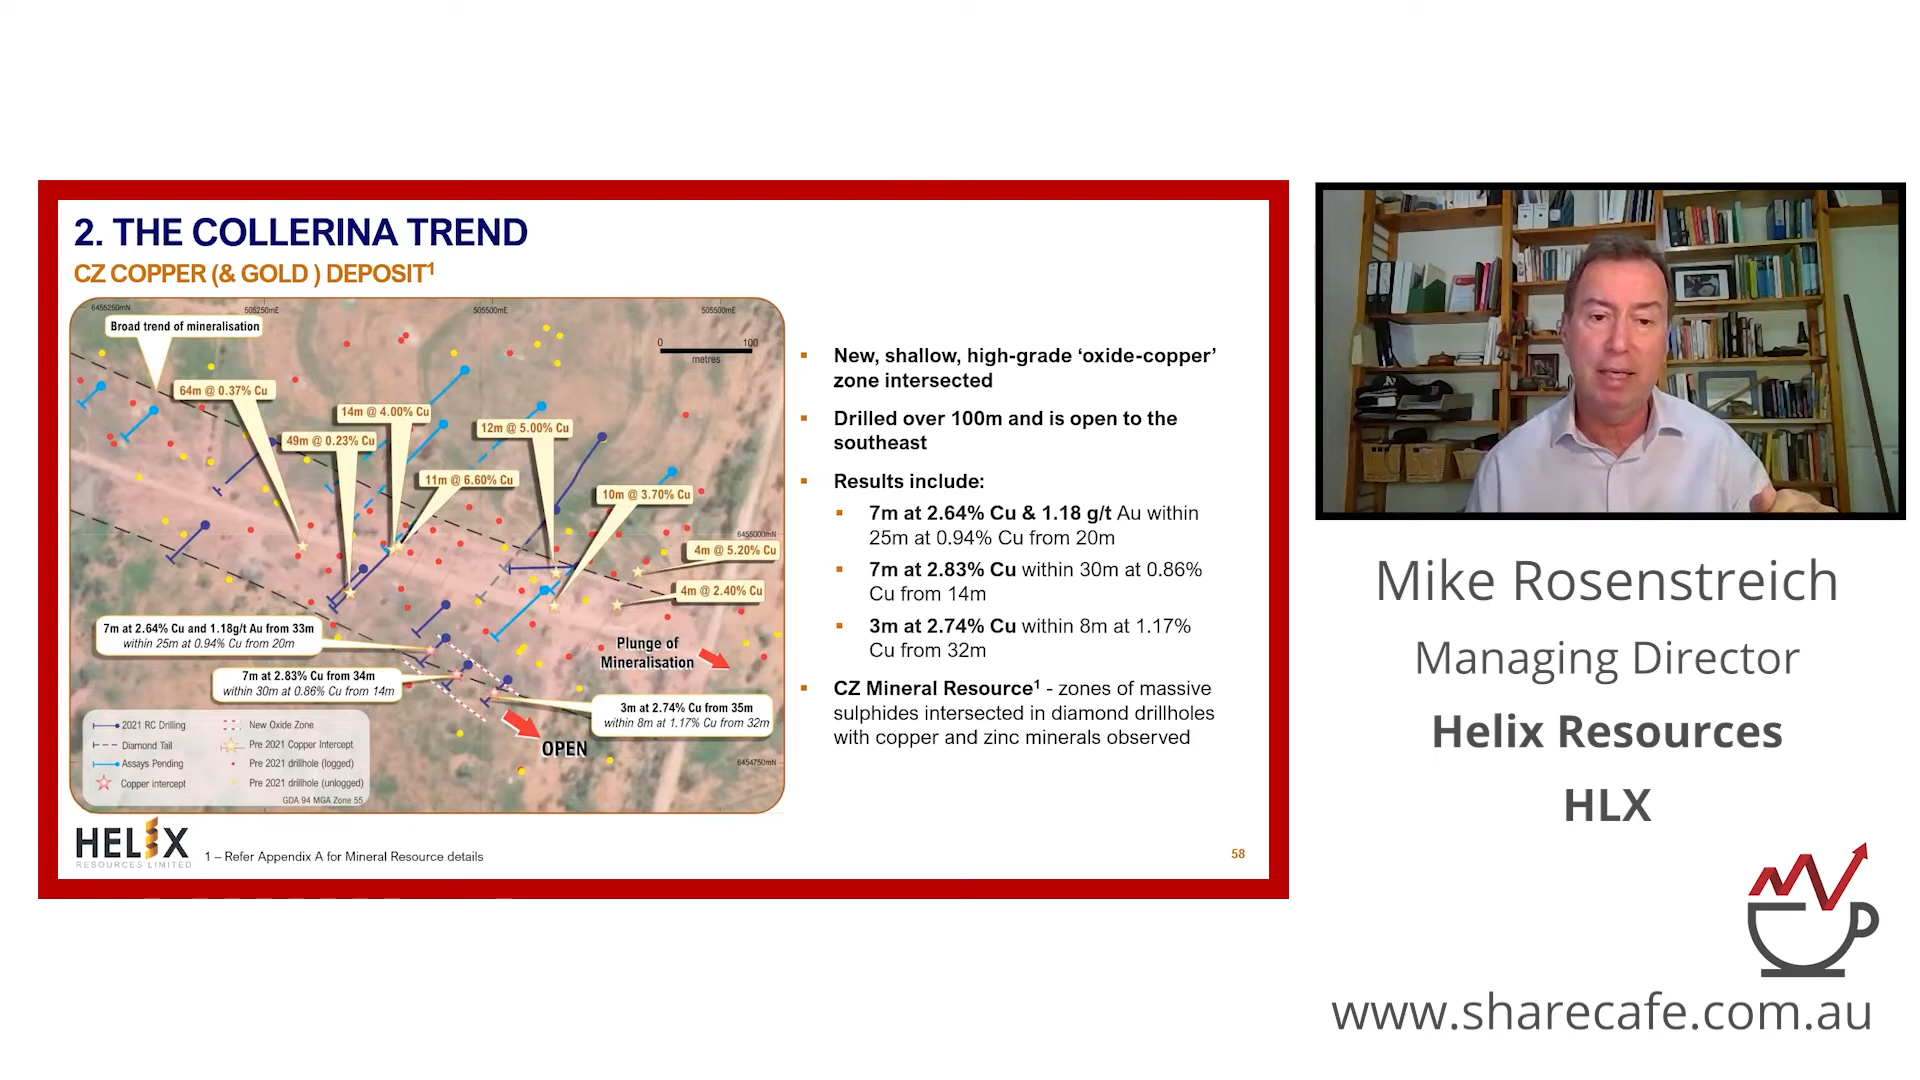 2. THE COLLERINA TREND
CZ COPPER (& GOLD ) DEPOSIT¹
6455250mN
505250mE
505500mE
505500mE
Broad trend of mineralisation
0 100
metres
64m @ 0.37% Cu
14m @ 4.00% Cu
49m @ 0.23% Cu
12m @ 5.00% Cu
11m @ 6.60% Cu
10m @ 3.70% Cu
6455000mN
4m @ 5.20% Cu
4m @ 2.40% Cu
7m at 2.64% Cu and 1.18g/t Au from 33m
within 25m at 0.94% Cu from 20m
Plunge of
Mineralisation
7m at 2.83% Cu from 34m
within 30m at 0.86% Cu from 14m
3m at 2.74% Cu from 35m
within 8m at 1.17% Cu from 32m
OPEN
6454750mN
2021 RC Drilling
Diamond Tail
Assays Pending
Copper intercept
New Oxide Zone
Pre 2021 Copper Intercept
Pre 2021 drillhole (logged)
Pre 2021 drillhole (unlogged)
GDA 94 MGA Zone 55
▪ New, shallow, high-grade ‘oxide-copper’
zone intersected
▪ Drilled over 100m and is open to the
southeast
▪ Results include:
▪ 7m at 2.64% Cu & 1.18 g/t Au within
25m at 0.94% Cu from 20m
▪ 7m at 2.83% Cu within 30m at 0.86%
Cu from 14m
▪ 3m at 2.74% Cu within 8m at 1.17%
Cu from 32m
▪ CZ Mineral Resource¹ - zones of massive
sulphides intersected in diamond drillholes
with copper and zinc minerals observed
HELIX
RESOURCES LIMITED
1 – Refer Appendix A for Mineral Resource details
58
Mike Rosenstreich
Managing Director
Helix Resources
HLX
www.sharecafe.com.au